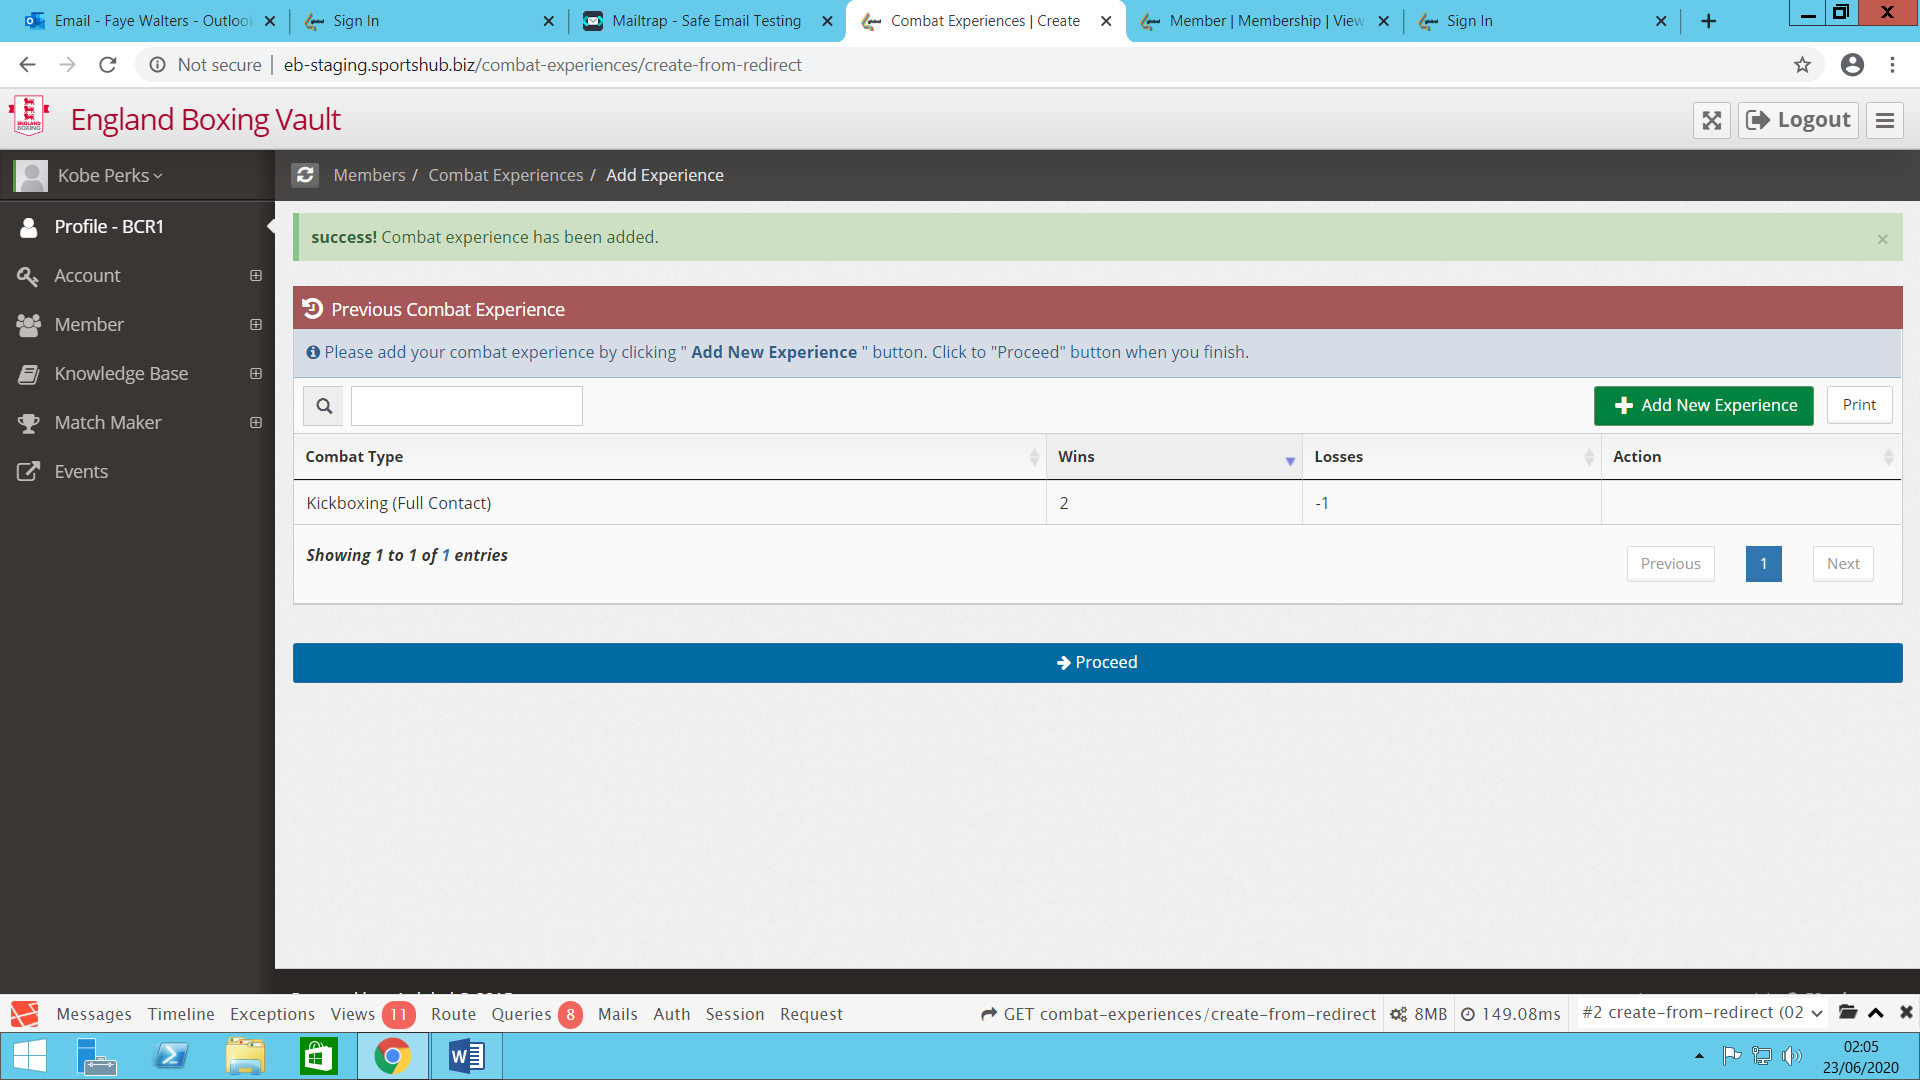 Email - Faye Walters - Outlook
Sign In
Mailtrap - Safe Email Testing
Combat Experiences | Create
Member | Membership | View
Sign In
Not secure
eb-staging.sportshub.biz/combat-experiences/create-from-redirect
ENGLAND BOXING
England Boxing Vault
Logout
Kobe Perks
Members / Combat Experiences / Add Experience
Profile - BCR1
Account
Member
Knowledge Base
Match Maker
Events
success! Combat experience has been added.
×
Previous Combat Experience
Please add your combat experience by clicking " Add New Experience " button. Click to "Proceed" button when you finish.
Add New Experience
Print
Combat Type Wins Losses Action
Kickboxing (Full Contact) 2 -1
Showing 1 to 1 of 1 entries
Previous 1 Next
Proceed
Messages Timeline Exceptions Views 11 Route Queries 8 Mails Auth Session Request
GET combat-experiences/create-from-redirect 8MB 149.08ms #2 create-from-redirect (02
02:05
23/06/2020